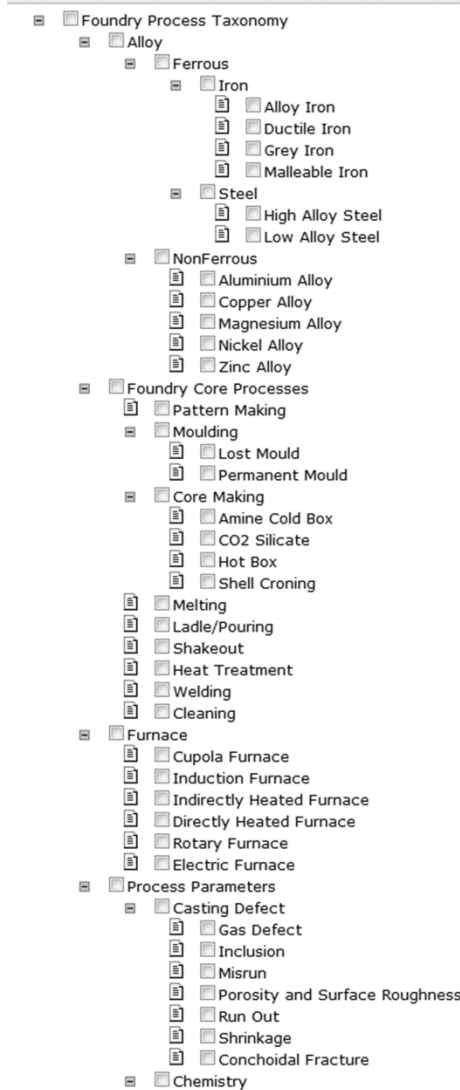 Foundry Process Taxonomy
Alloy
Ferrous
Iron
Alloy Iron
Ductile Iron
Grey Iron
Malleable Iron
Steel
High Alloy Steel
Low Alloy Steel
NonFerrous
Aluminium Alloy
Copper Alloy
Magnesium Alloy
Nickel Alloy
Zinc Alloy
Foundry Core Processes
Pattern Making
Moulding
Lost Mould
Permanent Mould
Core Making
Amine Cold Box
CO2 Silicate
Hot Box
Shell Croning
Melting
Ladle/Pouring
Shakeout
Heat Treatment
Welding
Cleaning
Furnace
Cupola Furnace
Induction Furnace
Indirectly Heated Furnace
Directly Heated Furnace
Rotary Furnace
Electric Furnace
Process Parameters
Casting Defect
Gas Defect
Inclusion
Misrun
Porosity and Surface Roughness
Run Out
Shrinkage
Conchoidal Fracture
Chemistry